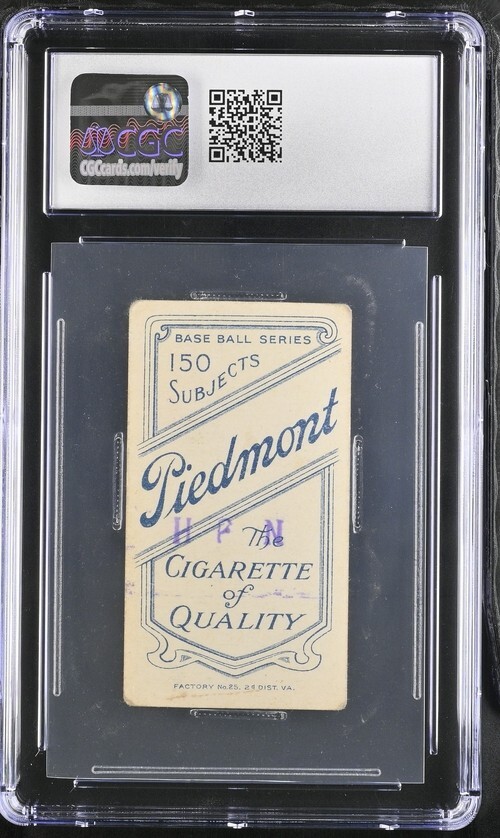 CGC
CGCcards.com/verify
BASE BALL SERIES
150
SUBJECTS
Piedmont
H F N
The
CIGARETTE
of
QUALITY
FACTORY No.25, 2d DIST. VA.